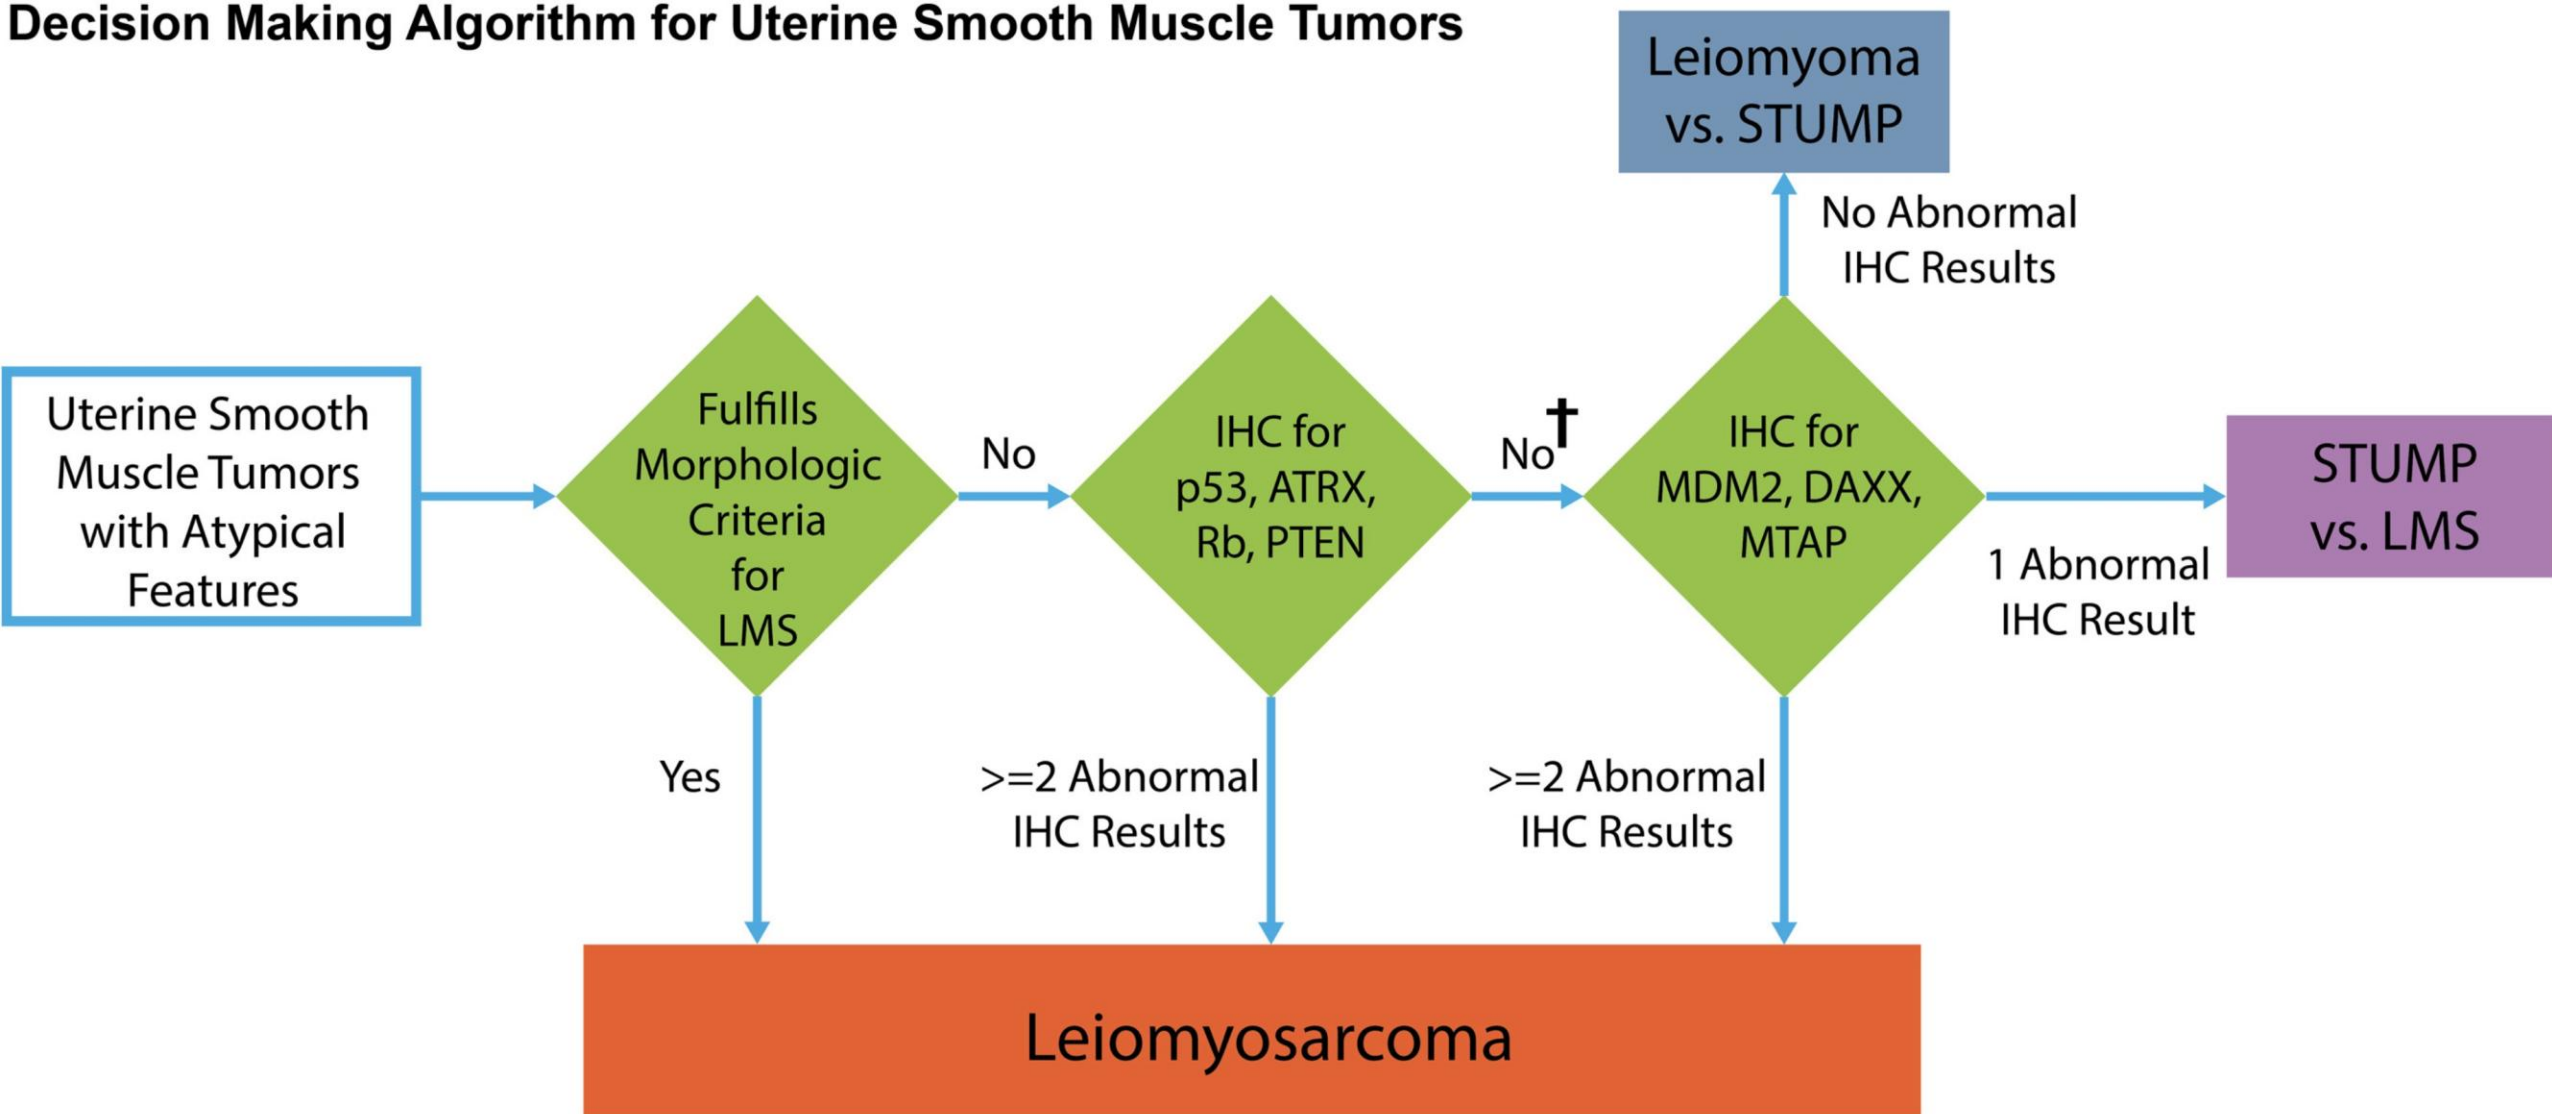 Decision Making Algorithm for Uterine Smooth Muscle Tumors
Leiomyoma
vs. STUMP
No Abnormal
IHC Results
Uterine Smooth
Muscle Tumors
with Atypical
Features
Fulfills
Morphologic
Criteria
for
LMS
No
IHC for
p53, ATRX,
Rb, PTEN
No†
IHC for
MDM2, DAXX,
MTAP
1 Abnormal
IHC Result
STUMP
vs. LMS
Yes
>=2 Abnormal
IHC Results
>=2 Abnormal
IHC Results
Leiomyosarcoma